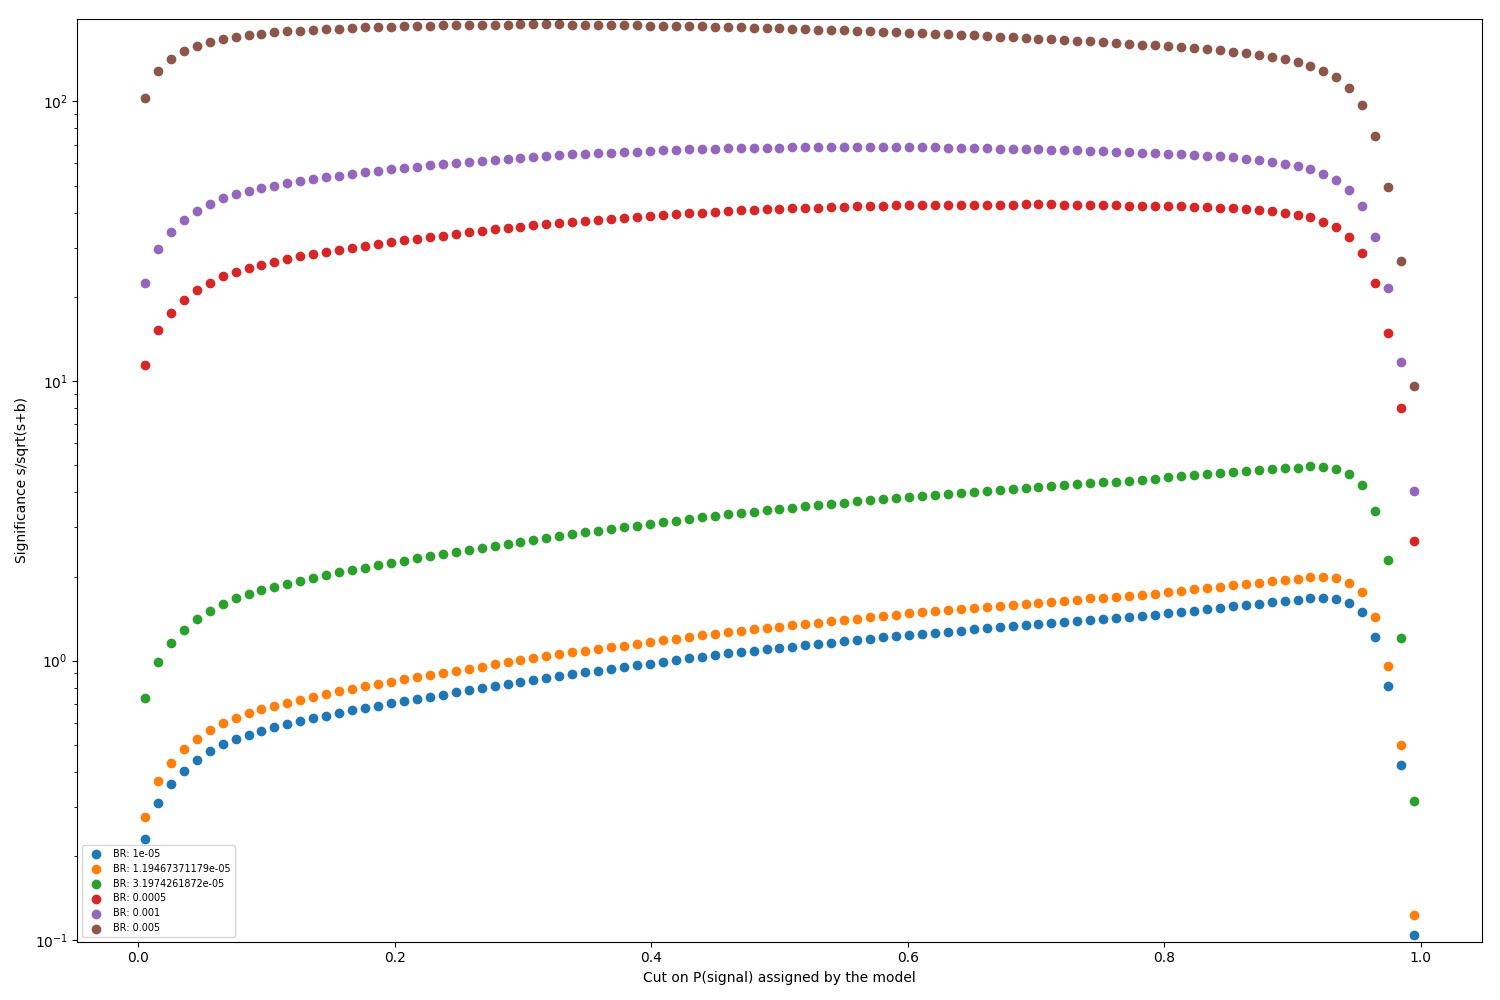 Significance s/sqrt(s+b)
10²
10¹
10⁰
10⁻¹
BR: 1e-05
BR: 1.19467371179e-05
BR: 3.1974261872e-05
BR: 0.0005
BR: 0.001
BR: 0.005
0.0 0.2 0.4 0.6 0.8 1.0
Cut on P(signal) assigned by the model